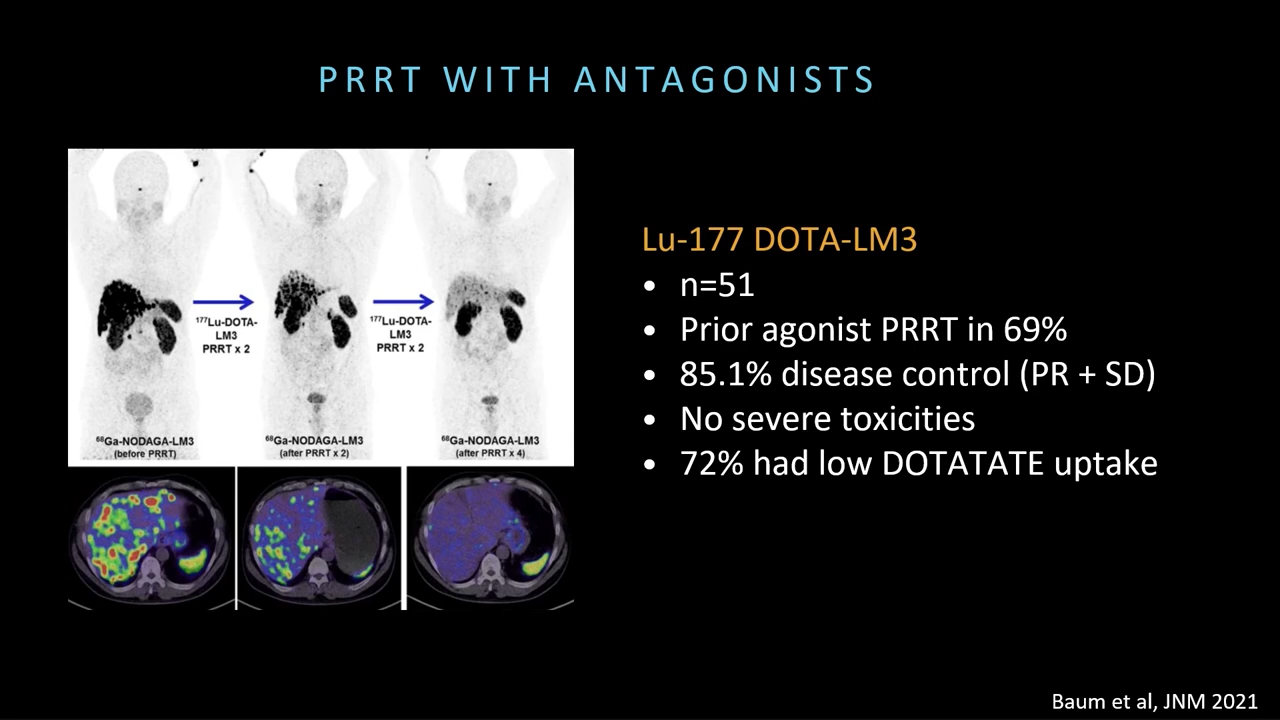 PRRT WITH ANTAGONISTS
177Lu-DOTA-
LM3
PRRT x 2
177Lu-DOTA-
LM3
PRRT x 2
68Ga-NODAGA-LM3
(before PRRT)
68Ga-NODAGA-LM3
(after PRRT x 2)
68Ga-NODAGA-LM3
(after PRRT x 4)
Lu-177 DOTA-LM3
• n=51
• Prior agonist PRRT in 69%
• 85.1% disease control (PR + SD)
• No severe toxicities
• 72% had low DOTATATE uptake
Baum et al, JNM 2021